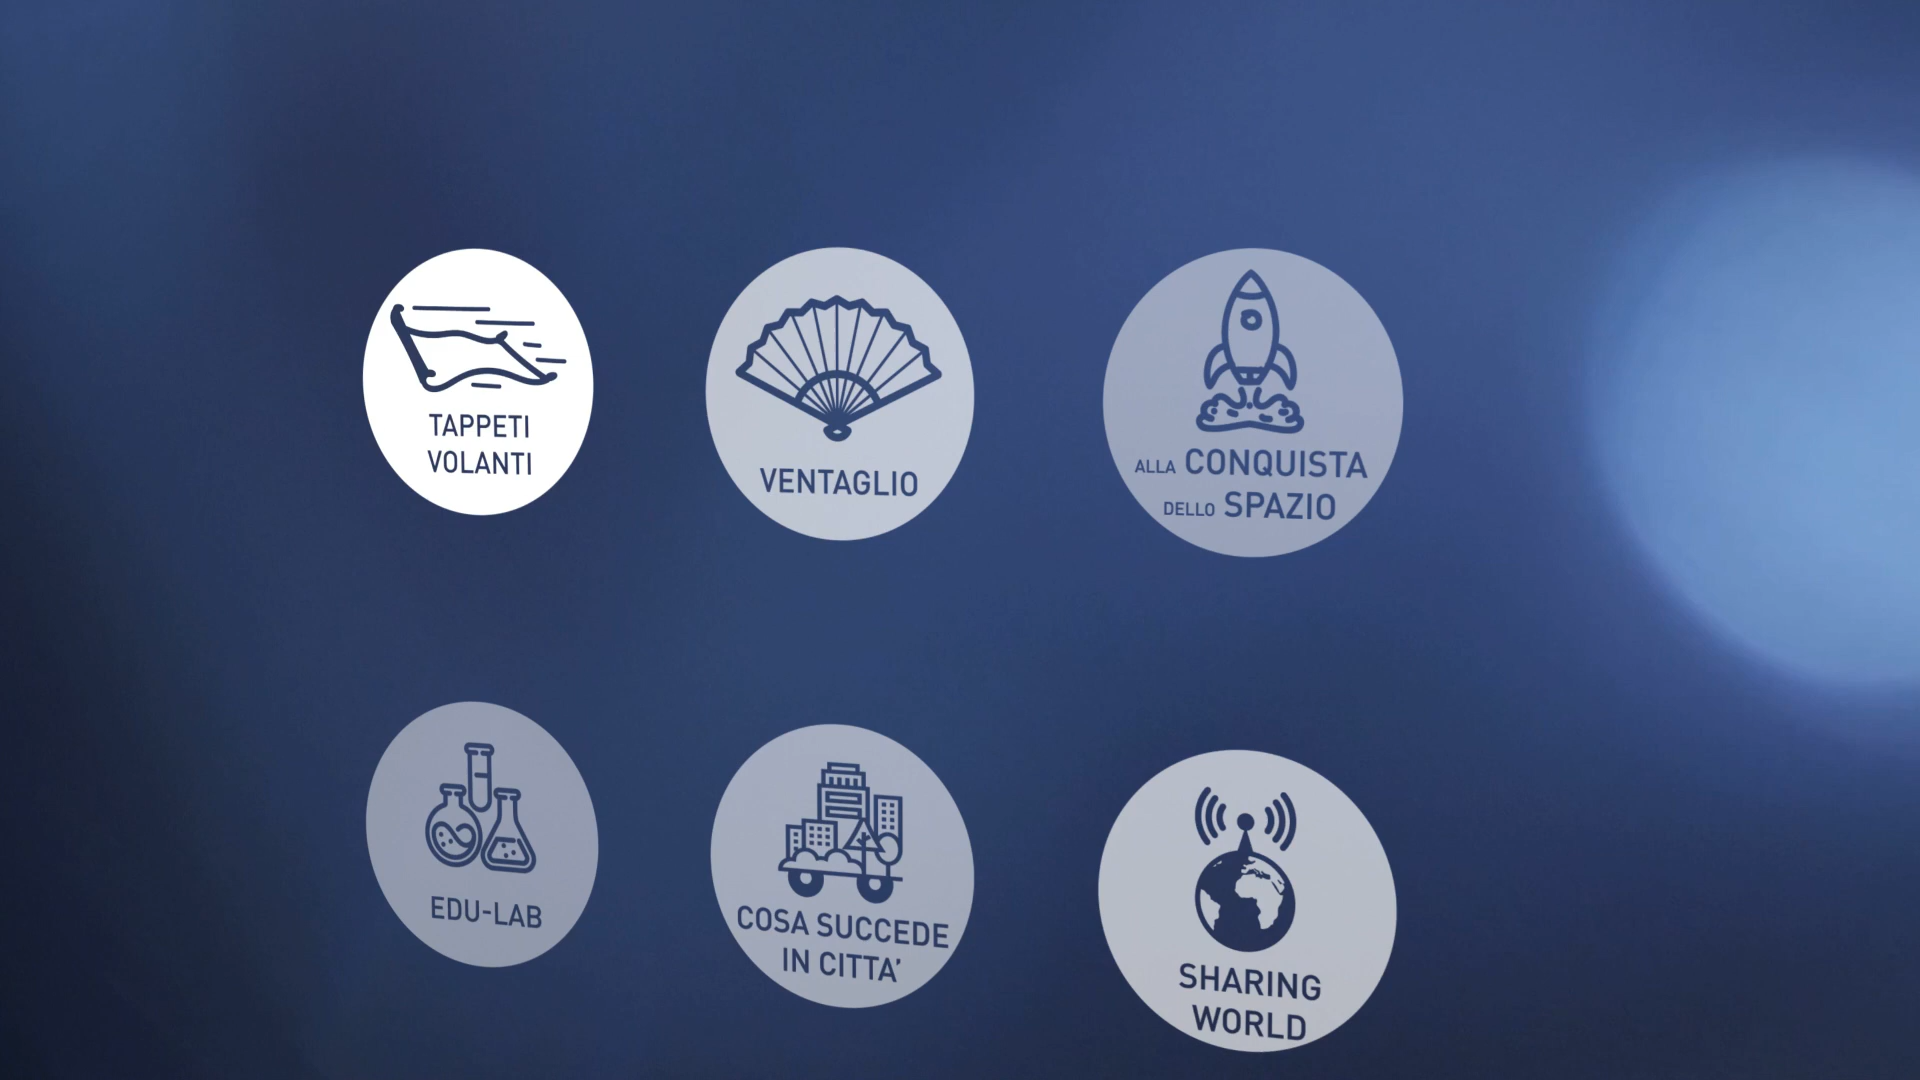 TAPPETI
VOLANTI
VENTAGLIO
ALLA CONQUISTA
DELLO SPAZIO
EDU-LAB
COSA SUCCEDE
IN CITTA'
SHARING
WORLD